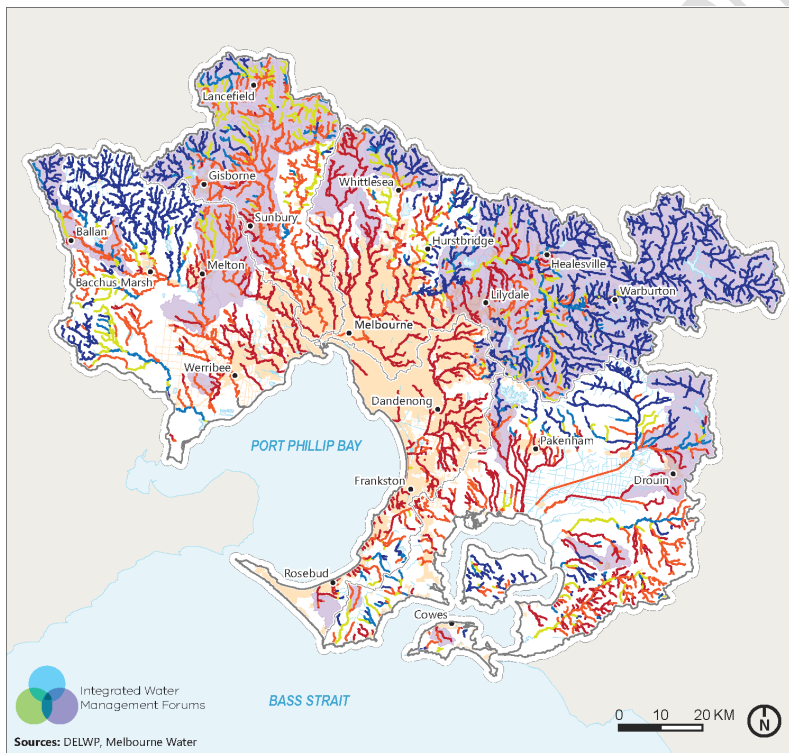 Lancefield
Gisborne
Whittlesea
Sunbury
Ballan
Hurstbridge
Healesville
Bacchus Marsh
Melton
Lilydale
Warburton
Melbourne
Werribee
Dandenong
PORT PHILLIP BAY
Pakenham
Frankston
Drouin
Rosebud
Cowes
Integrated Water
Management Forums
BASS STRAIT
0 10 20 KM
N
Sources: DELWP, Melbourne Water